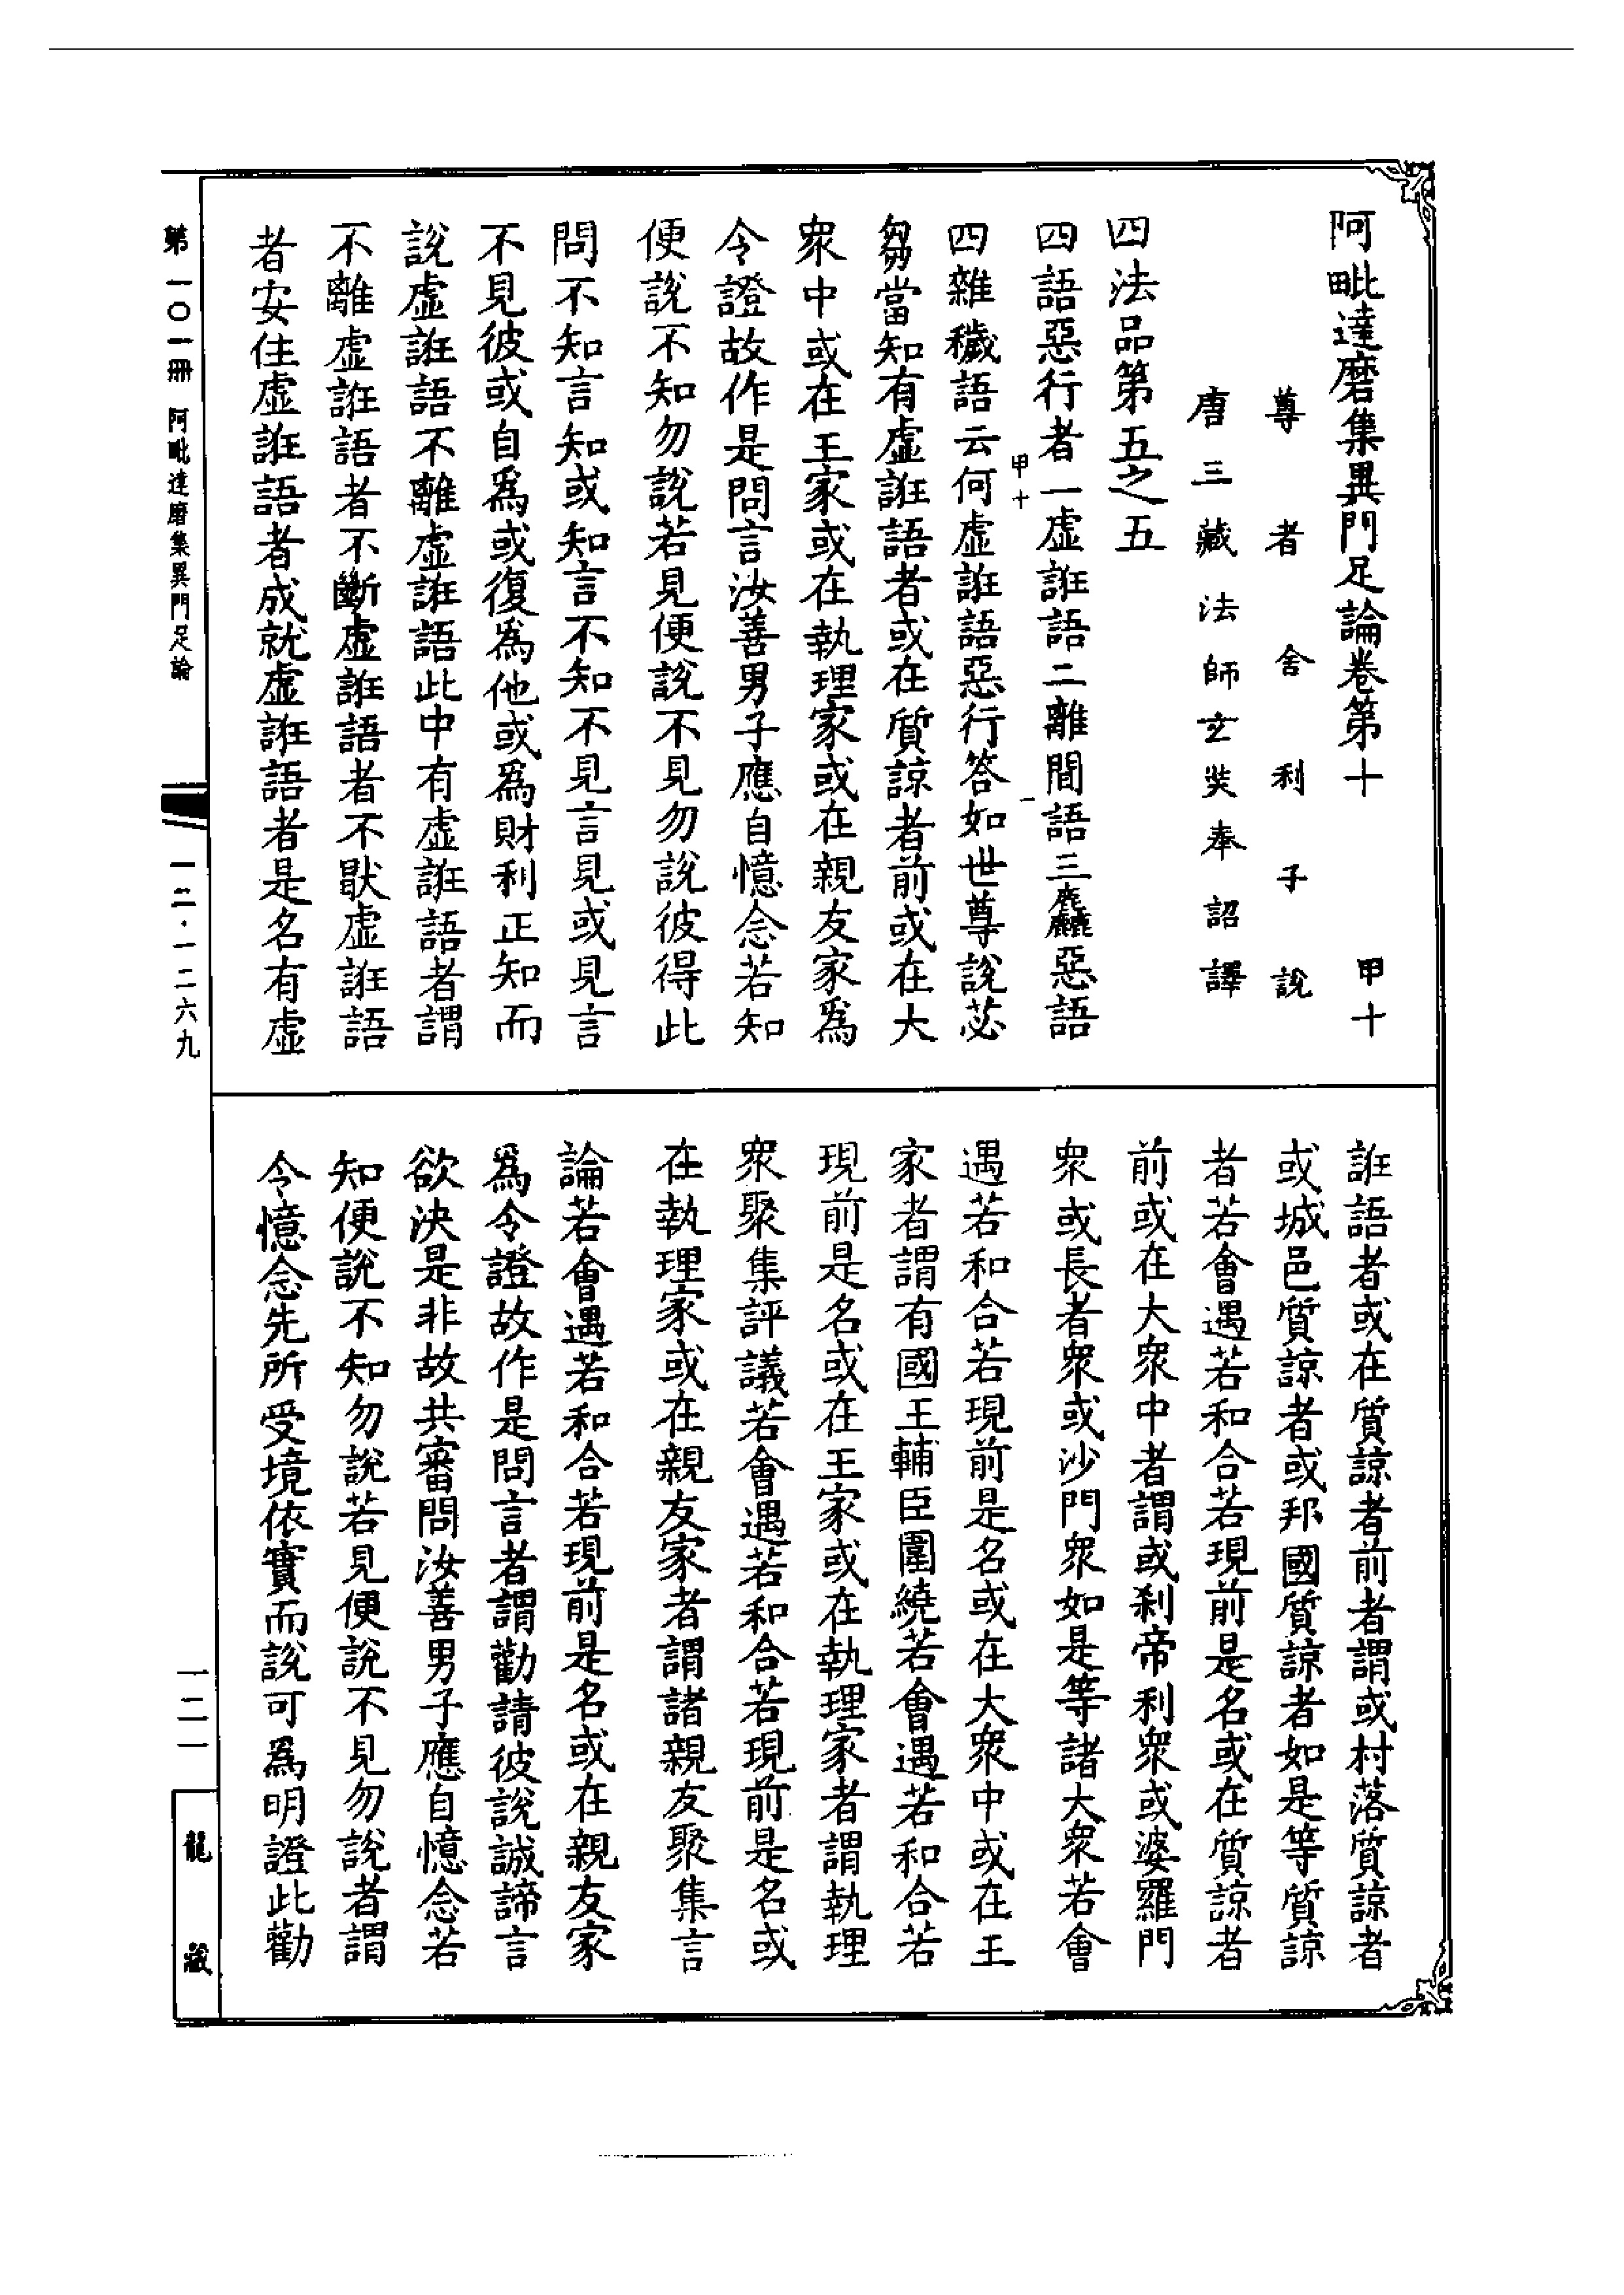 阿毗達磨集異門足論卷第十　甲十
尊者舍利子說
唐三藏法師玄奘奉詔譯
四法品第五之五
四語惡行者一虛誑語二離間語三麤惡語
甲十　一
四雜穢語云何虛誑語惡行答如世尊說苾
芻當知有虛誑語者或在質諒者前或在大
眾中或在王家或在執理家或在親友家為
令證故作是問言汝善男子應自憶念若知
便說不知勿說若見便說不見勿說彼得此
問不知言知或知言不知不見言見或見言
不見彼或自為或復為他或為財利正知而
說虛誑語不離虛誑語此中有虛誑語者謂
不離虛誑語者不斷虛誑語者不猒虛誑語
者安住虛誑語者成就虛誑語者是名有虛
誑語者或在質諒者前者謂或村落質諒者
或城邑質諒者或邦國質諒者如是等質諒
者若會遇若和合若現前是名或在質諒者
前或在大眾中者謂或剎帝利眾或婆羅門
眾或長者眾或沙門眾如是等諸大眾若會
遇若和合若現前是名或在大眾中或在王
家者謂有國王輔臣圍繞若會遇若和合若
現前是名或在王家或在執理家者謂執理
眾聚集評議若會遇若和合若現前是名或
在執理家或在親友家者謂諸親友聚集言
論若會遇若和合若現前是名或在親友家
為令證故作是問言者謂勸請彼說誠諦言
欲決是非故共審問汝善男子應自憶念若
知便說不知勿說若見便說不見勿說者謂
令憶念先所受境依實而說可為明證此勸
第一〇一冊　阿毗達磨集異門足論
一二·一二六九
一二一
龍藏